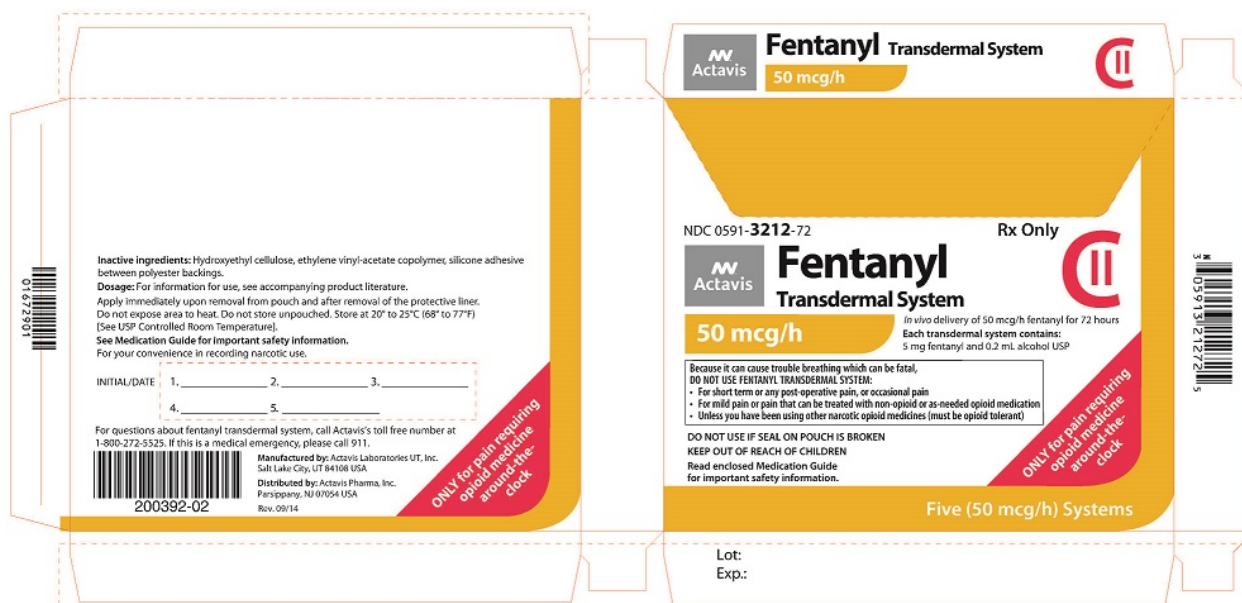 Actavis
Fentanyl Transdermal System
50 mcg/h
CII
NDC 0591-3212-72
Rx Only
Actavis
Fentanyl
Transdermal System
CII
50 mcg/h
In vivo delivery of 50 mcg/h fentanyl for 72 hours
Each transdermal system contains:
5 mg fentanyl and 0.2 mL alcohol USP
Because it can cause trouble breathing which can be fatal,
DO NOT USE FENTANYL TRANSDERMAL SYSTEM:
• For short term or any post-operative pain, or occasional pain
• For mild pain or pain that can be treated with non-opioid or as-needed opioid medication
• Unless you have been using other narcotic opioid medicines (must be opioid tolerant)
DO NOT USE IF SEAL ON POUCH IS BROKEN
KEEP OUT OF REACH OF CHILDREN
Read enclosed Medication Guide
for important safety information.
ONLY for pain requiring
opioid medicine
around-the-
clock
Five (50 mcg/h) Systems
Lot:
Exp.:
N
3 05913 21272 5
01672901
Inactive ingredients: Hydroxyethyl cellulose, ethylene vinyl-acetate copolymer, silicone adhesive
between polyester backings.
Dosage: For information for use, see accompanying product literature.
Apply immediately upon removal from pouch and after removal of the protective liner.
Do not expose area to heat. Do not store unpouched. Store at 20° to 25°C (68° to 77°F)
[See USP Controlled Room Temperature].
See Medication Guide for important safety information.
For your convenience in recording narcotic use.
INITIAL/DATE 1. ______________ 2. ______________ 3. ______________
4. ______________ 5. ______________
For questions about fentanyl transdermal system, call Actavis's toll free number at
1-800-272-5525. If this is a medical emergency, please call 911.
200392-02
Manufactured by: Actavis Laboratories UT, Inc.
Salt Lake City, UT 84108 USA
Distributed by: Actavis Pharma, Inc.
Parsippany, NJ 07054 USA
Rev. 09/14
ONLY for pain requiring
opioid medicine
around-the-
clock